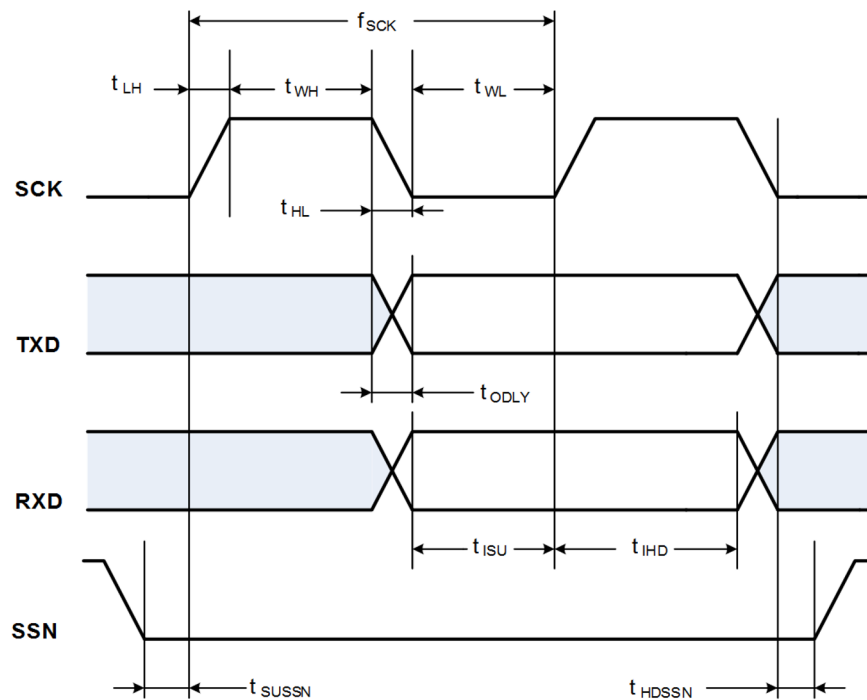 fSCK
tLH
tWH
tWL
SCK
tHL
TXD
tODLY
RXD
tISU
tIHD
SSN
tSUSSN
tHDSSN